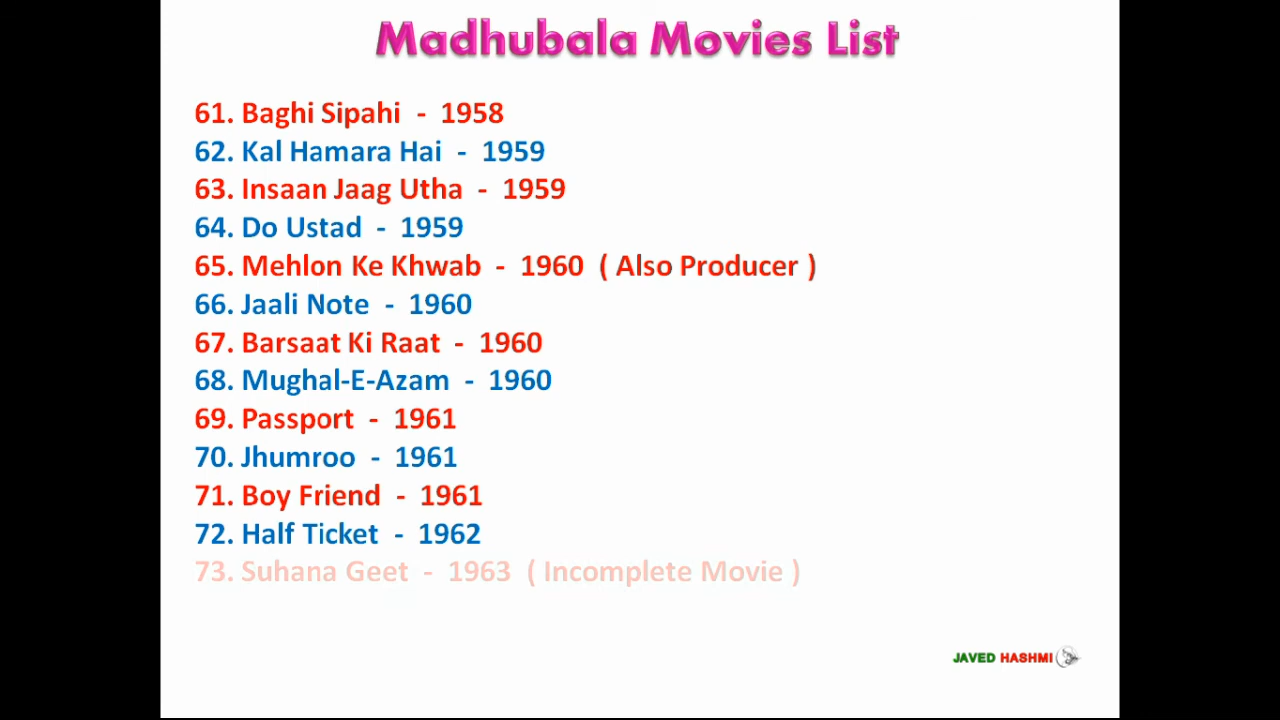 Madhubala Movies List
61. Baghi Sipahi - 1958
62. Kal Hamara Hai - 1959
63. Insaan Jaag Utha - 1959
64. Do Ustad - 1959
65. Mehlon Ke Khwab - 1960 ( Also Producer )
66. Jaali Note - 1960
67. Barsaat Ki Raat - 1960
68. Mughal-E-Azam - 1960
69. Passport - 1961
70. Jhumroo - 1961
71. Boy Friend - 1961
72. Half Ticket - 1962
73. Suhana Geet - 1963 ( Incomplete Movie )
JAVED HASHMI